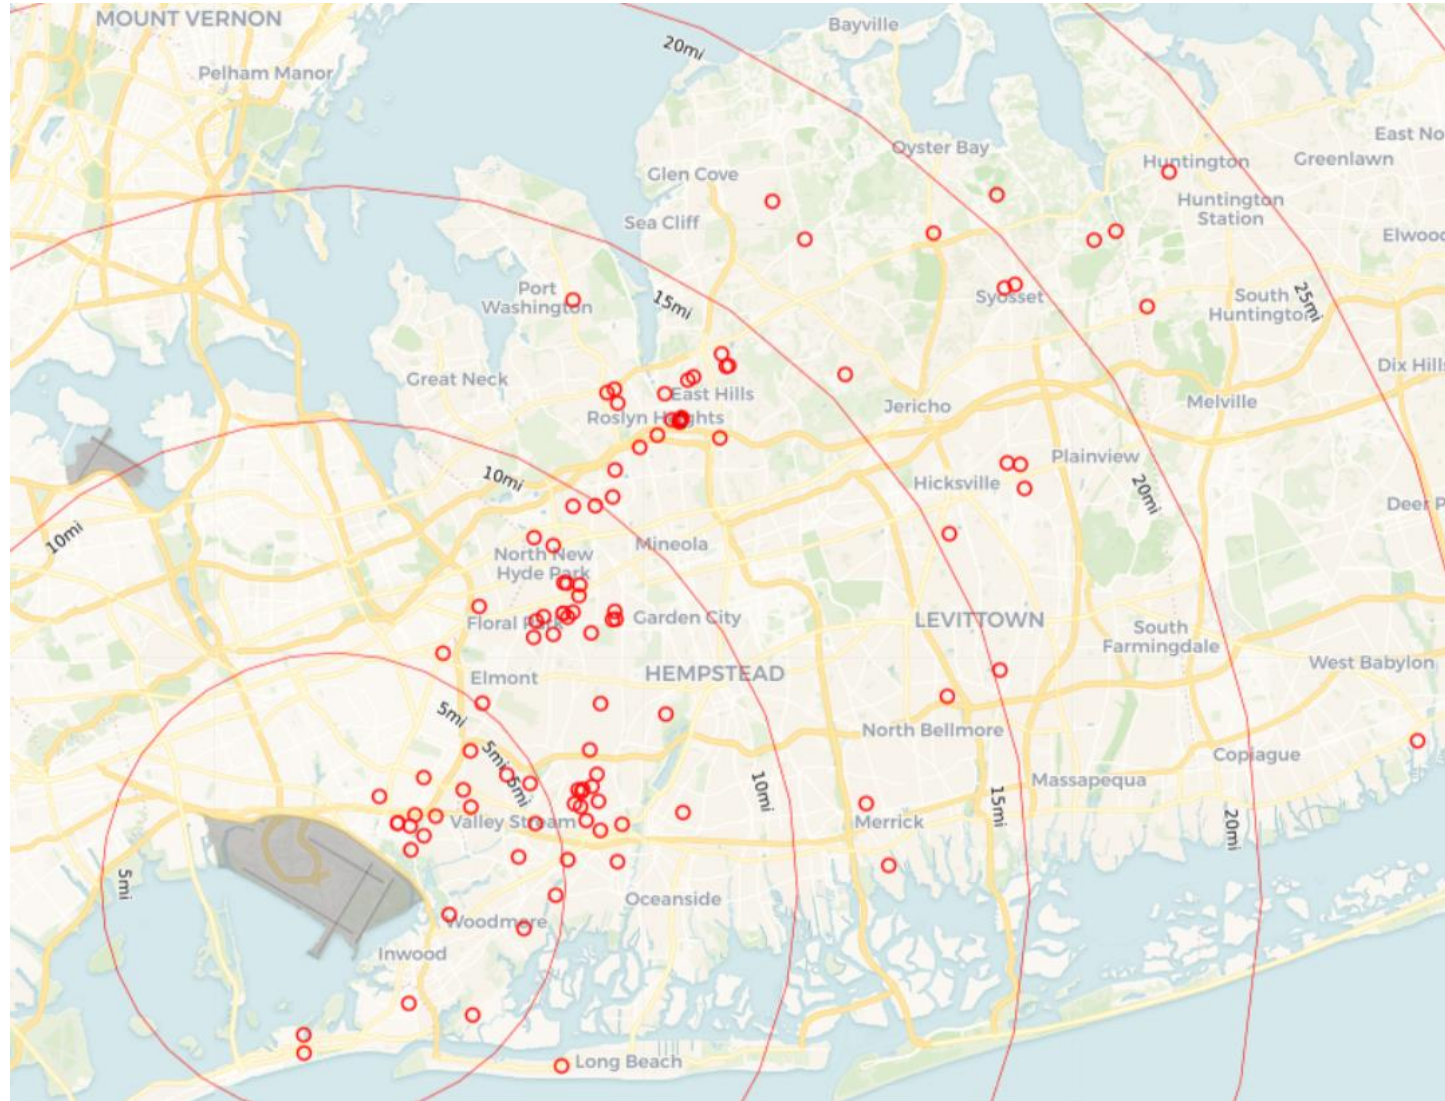 MOUNT VERNON
Bayville
20mi
Pelham Manor
East No
Oyster Bay
Huntington
Greenlawn
Glen Cove
Huntington
Station
Sea Cliff
Elwood
Port
Washington
15mi
Syosset
South
Huntington
25mi
Great Neck
East Hills
Dix Hills
Jericho
Melville
Roslyn Heights
10mi
Plainview
Hicksville
20mi
Deer P
10mi
Mineola
North New
Hyde Park
Floral Park
Garden City
LEVITTOWN
South
Farmingdale
HEMPSTEAD
West Babylon
Elmont
5mi
North Bellmore
5mi
5mi
Copiague
10mi
Massapequa
15mi
Valley Stream
Merrick
20mi
5mi
Oceanside
Woodmere
Inwood
Long Beach